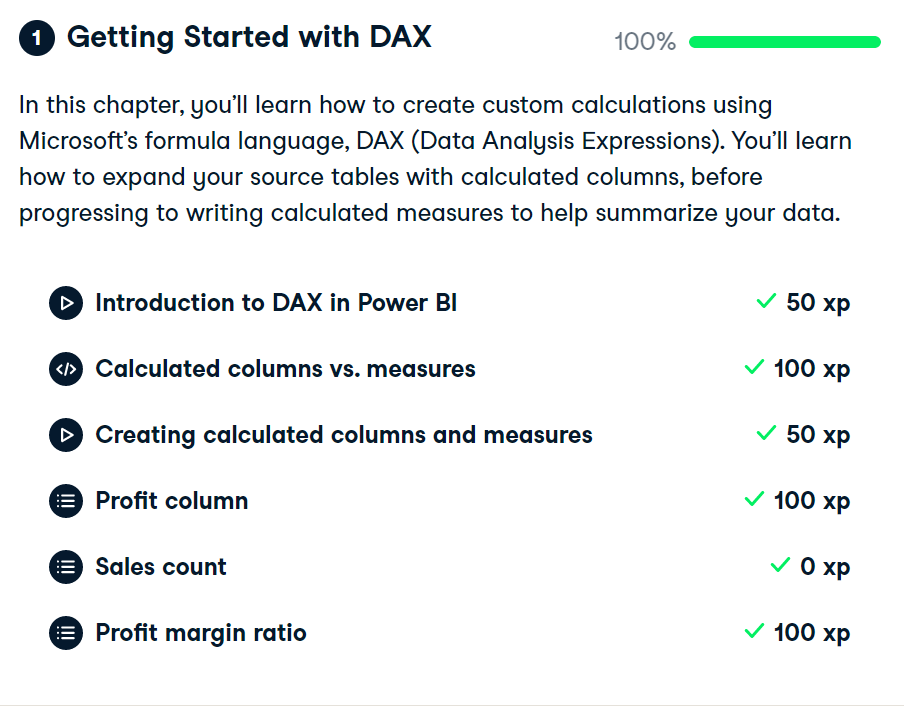 1 Getting Started with DAX 100%
In this chapter, you'll learn how to create custom calculations using
Microsoft's formula language, DAX (Data Analysis Expressions). You'll learn
how to expand your source tables with calculated columns, before
progressing to writing calculated measures to help summarize your data.
Introduction to DAX in Power BI 50 xp
Calculated columns vs. measures 100 xp
Creating calculated columns and measures 50 xp
Profit column 100 xp
Sales count 0 xp
Profit margin ratio 100 xp